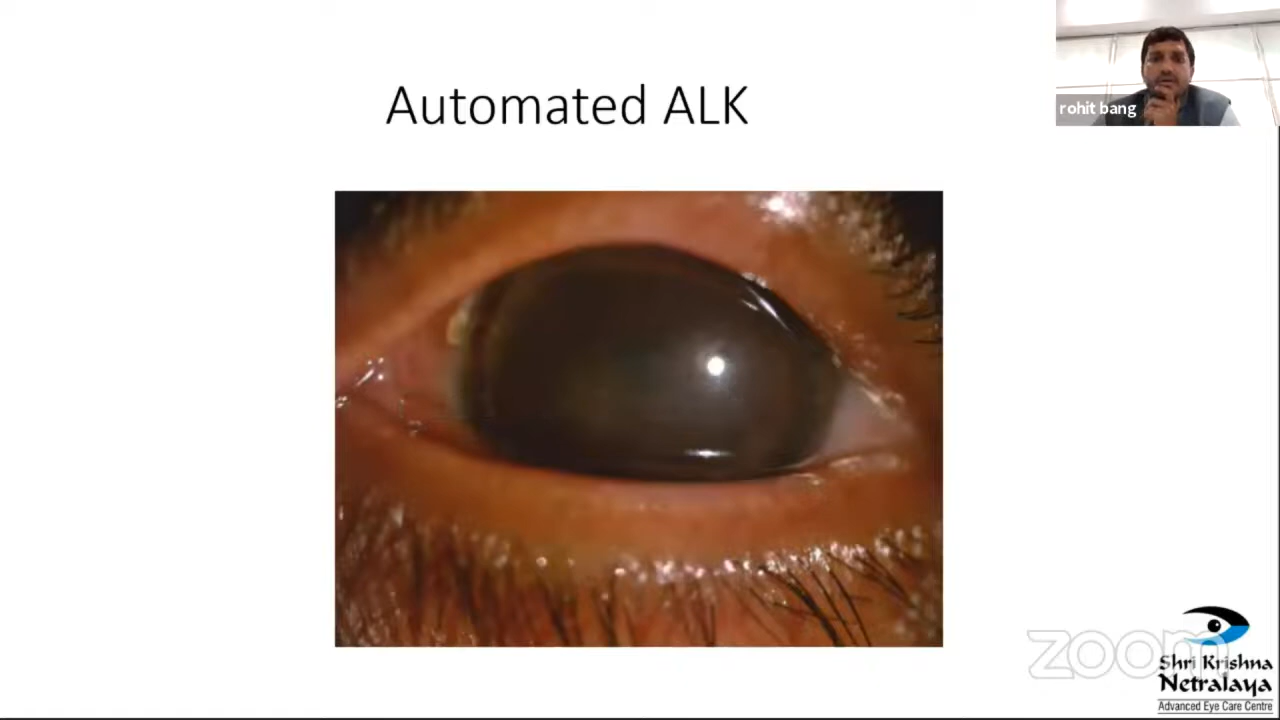 Automated ALK
rohit bang
zoom
Shri Krishna
Netralaya
Advanced Eye Care Centre